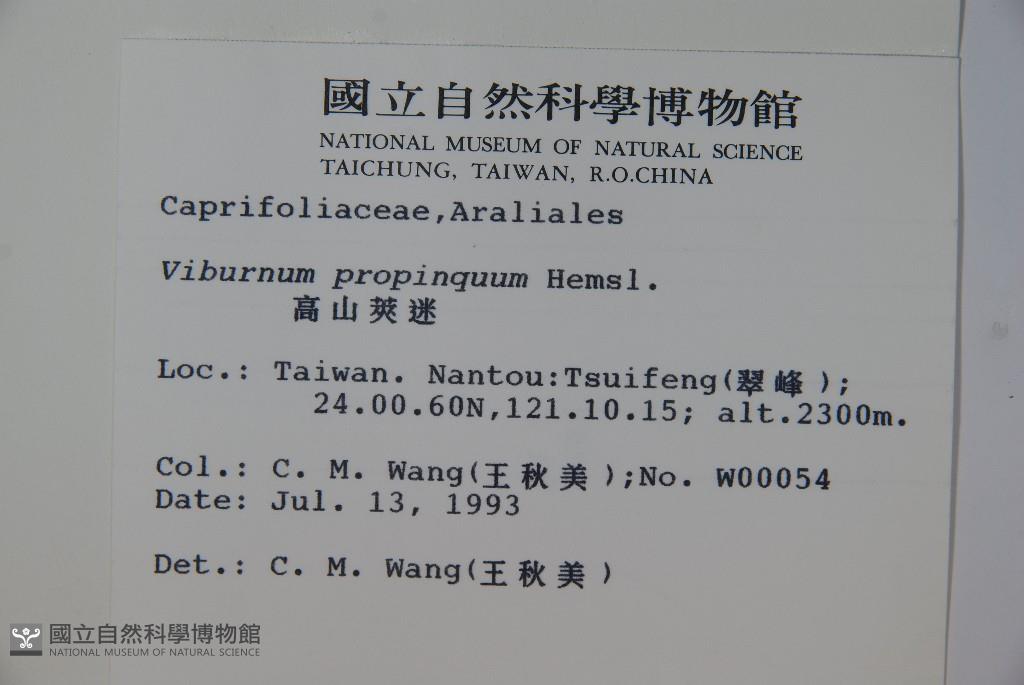 國立自然科學博物館
NATIONAL MUSEUM OF NATURAL SCIENCE
TAICHUNG, TAIWAN, R.O.CHINA
Caprifoliaceae,Araliales
Viburnum propinquum Hemsl.
高山莢迷
Loc.: Taiwan. Nantou:Tsuifeng(翠峰);
24.00.60N,121.10.15; alt.2300m.
Col.: C. M. Wang(王秋美);No. W00054
Date: Jul. 13, 1993
Det.: C. M. Wang(王秋美)
國立自然科學博物館
NATIONAL MUSEUM OF NATURAL SCIENCE